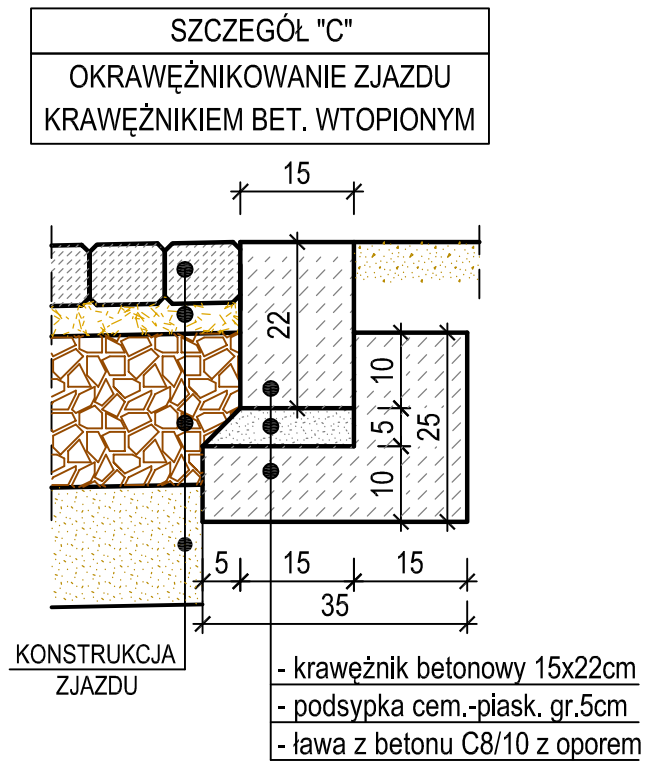 SZCZEGÓŁ "C"
OKRAWĘŻNIKOWANIE ZJAZDU
KRAWĘŻNIKIEM BET. WTOPIONYM
15
22
10
5
25
10
5
15
15
35
KONSTRUKCJA
ZJAZDU
- krawężnik betonowy 15x22cm
- podsypka cem.-piask. gr.5cm
- ława z betonu C8/10 z oporem